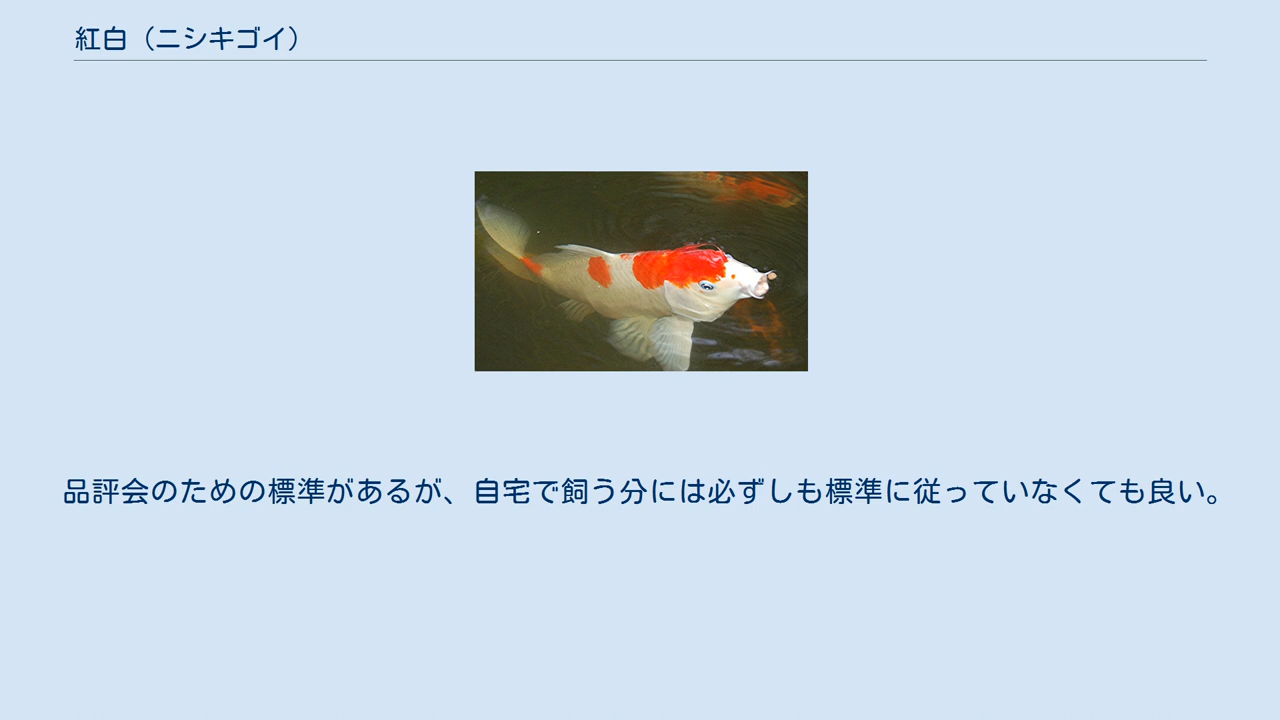 紅白（ニシキゴイ）
品評会のための標準があるが、自宅で飼う分には必ずしも標準に従っていなくても良い。